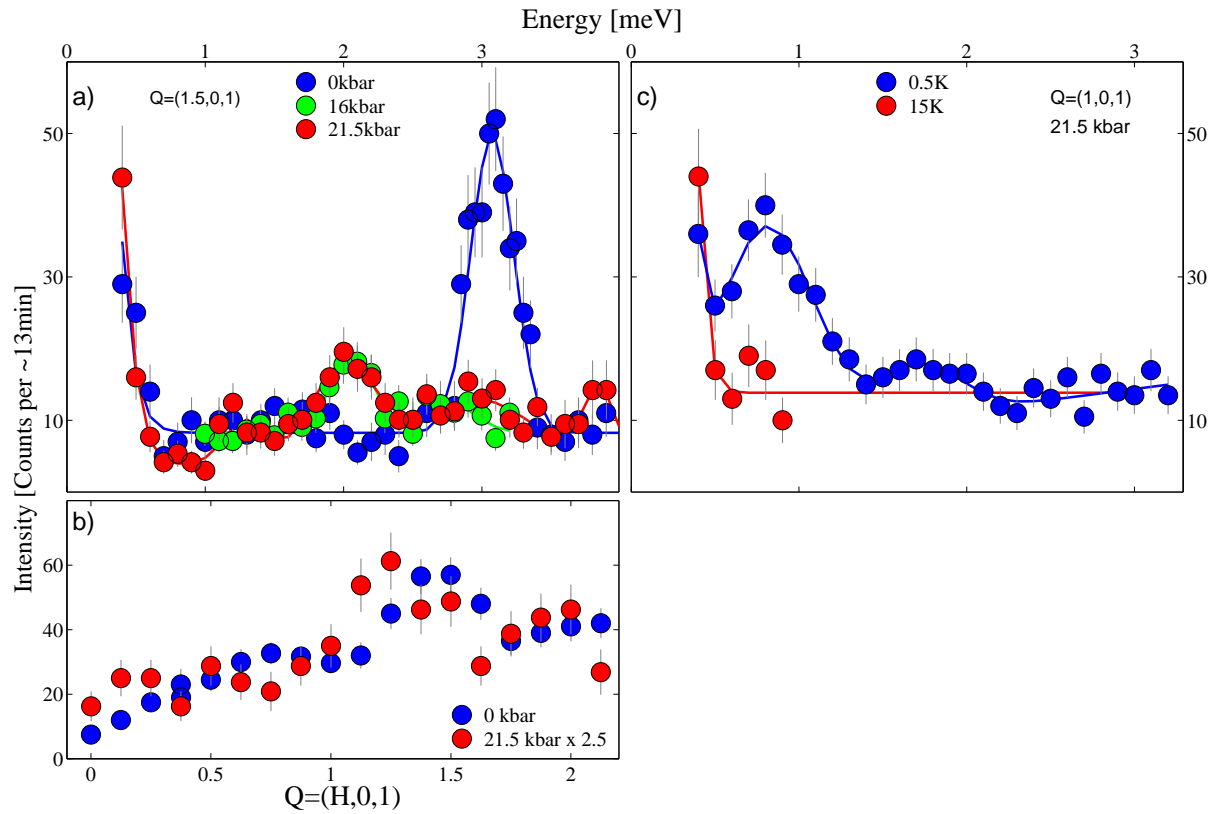 Energy [meV]
0 1 2 3 0 1 2 3
a) Q=(1.5,0,1)
0kbar
16kbar
21.5kbar
c)
0.5K
15K
Q=(1,0,1)
21.5 kbar
50
30
10
50
30
10
Intensity [Counts per ~13min]
b)
60
40
20
0
0 kbar
21.5 kbar x 2.5
0 0.5 1 1.5 2
Q=(H,0,1)